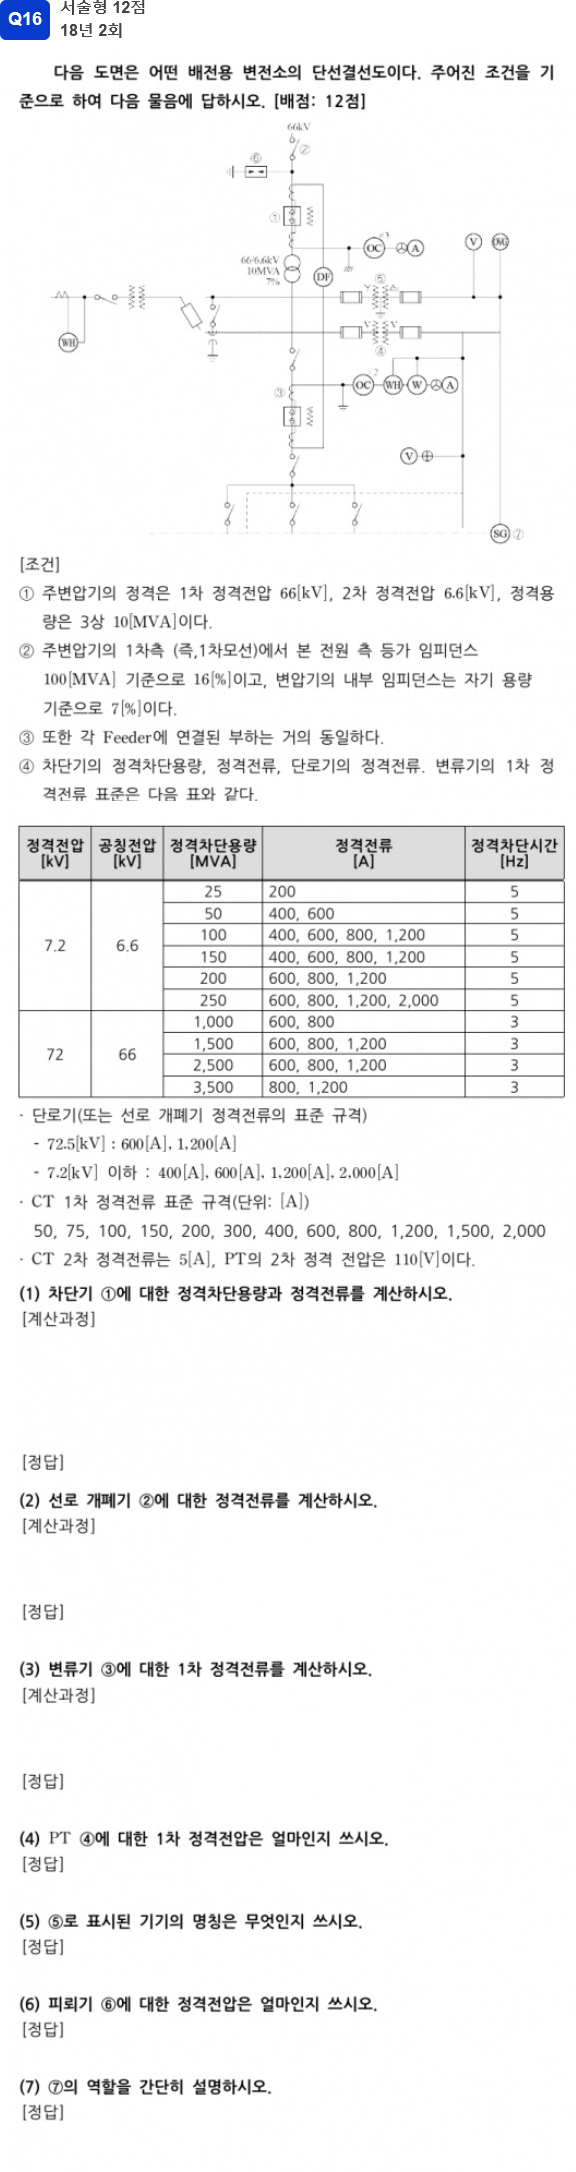 Q16
서술형 12점
18년 2회
다음 도면은 어떤 배전용 변전소의 단선결선도이다. 주어진 조건을 기
준으로 하여 다음 물음에 답하시오. [배점: 12점]
66kV
②
⑥
①
OC
A
V
OVG
66/6.6kV
10MVA
7%
DF
⑤
WH
④
③
OC
WH
W
A
V
SG
⑦
[조건]
① 주변압기의 정격은 1차 정격전압 66[kV], 2차 정격전압 6.6[kV], 정격용
량은 3상 10[MVA]이다.
② 주변압기의 1차측 (즉,1차모선)에서 본 전원 측 등가 임피던스
100[MVA] 기준으로 16[%]이고, 변압기의 내부 임피던스는 자기 용량
기준으로 7[%]이다.
③ 또한 각 Feeder에 연결된 부하는 거의 동일하다.
④ 차단기의 정격차단용량, 정격전류, 단로기의 정격전류. 변류기의 1차 정
격전류 표준은 다음 표와 같다.
정격전압 [kV] 공칭전압 [kV] 정격차단용량 [MVA] 정격전류 [A] 정격차단시간 [Hz]
7.2 6.6 25 200 5
50 400, 600 5
100 400, 600, 800, 1,200 5
150 400, 600, 800, 1,200 5
200 600, 800, 1,200 5
250 600, 800, 1,200, 2,000 5
72 66 1,000 600, 800 3
1,500 600, 800, 1,200 3
2,500 600, 800, 1,200 3
3,500 800, 1,200 3
· 단로기(또는 선로 개폐기 정격전류의 표준 규격)
- 72.5[kV] : 600[A], 1,200[A]
- 7.2[kV] 이하 : 400[A], 600[A], 1,200[A], 2,000[A]
· CT 1차 정격전류 표준 규격(단위: [A])
50, 75, 100, 150, 200, 300, 400, 600, 800, 1,200, 1,500, 2,000
· CT 2차 정격전류는 5[A], PT의 2차 정격 전압은 110[V]이다.
(1) 차단기 ①에 대한 정격차단용량과 정격전류를 계산하시오.
[계산과정]
[정답]
(2) 선로 개폐기 ②에 대한 정격전류를 계산하시오.
[계산과정]
[정답]
(3) 변류기 ③에 대한 1차 정격전류를 계산하시오.
[계산과정]
[정답]
(4) PT ④에 대한 1차 정격전압은 얼마인지 쓰시오.
[정답]
(5) ⑤로 표시된 기기의 명칭은 무엇인지 쓰시오.
[정답]
(6) 피뢰기 ⑥에 대한 정격전압은 얼마인지 쓰시오.
[정답]
(7) ⑦의 역할을 간단히 설명하시오.
[정답]